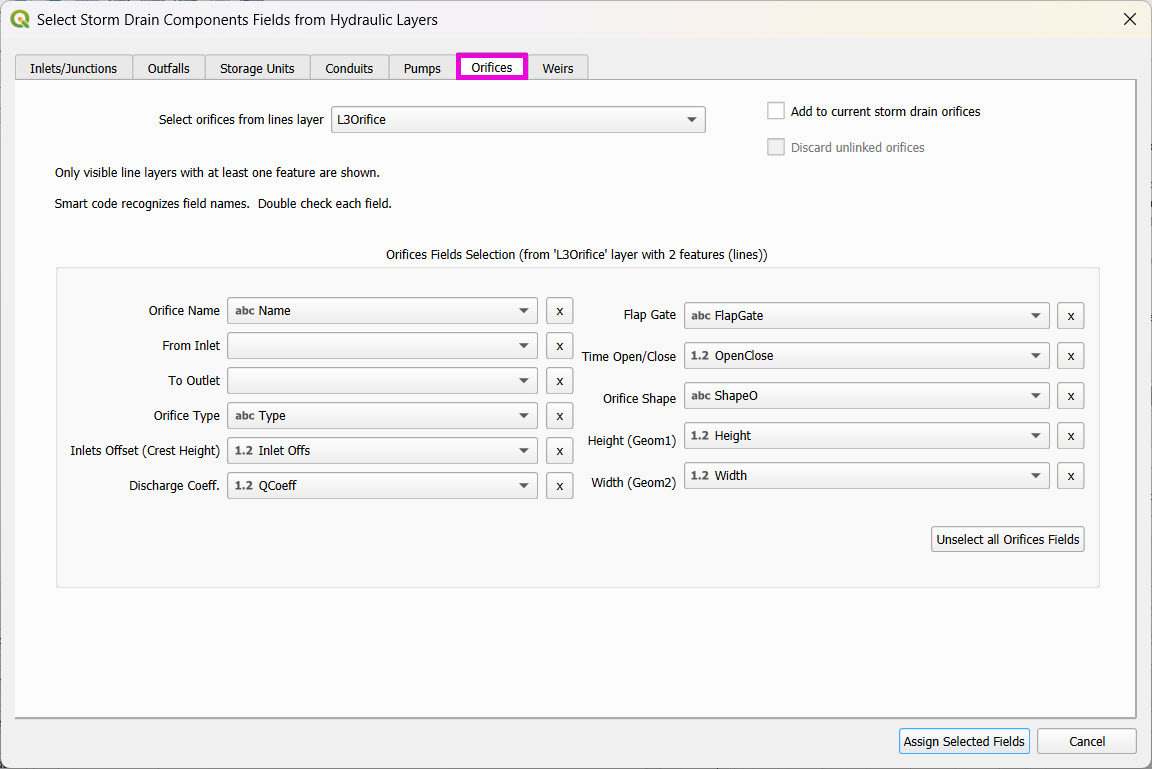 Select Storm Drain Components Fields from Hydraulic Layers
Inlets/Junctions Outfalls Storage Units Conduits Pumps Orifices Weirs
Select orifices from lines layer L3Orifice
Add to current storm drain orifices
Discard unlinked orifices
Only visible line layers with at least one feature are shown.
Smart code recognizes field names.  Double check each field.
Orifices Fields Selection (from 'L3Orifice' layer with 2 features (lines))
Orifice Name abc Name x
From Inlet x
To Outlet x
Orifice Type abc Type x
Inlets Offset (Crest Height) 1.2 Inlet Offs x
Discharge Coeff. 1.2 QCoeff x
Flap Gate abc FlapGate x
Time Open/Close 1.2 OpenClose x
Orifice Shape abc ShapeO x
Height (Geom1) 1.2 Height x
Width (Geom2) 1.2 Width x
Unselect all Orifices Fields
Assign Selected Fields Cancel